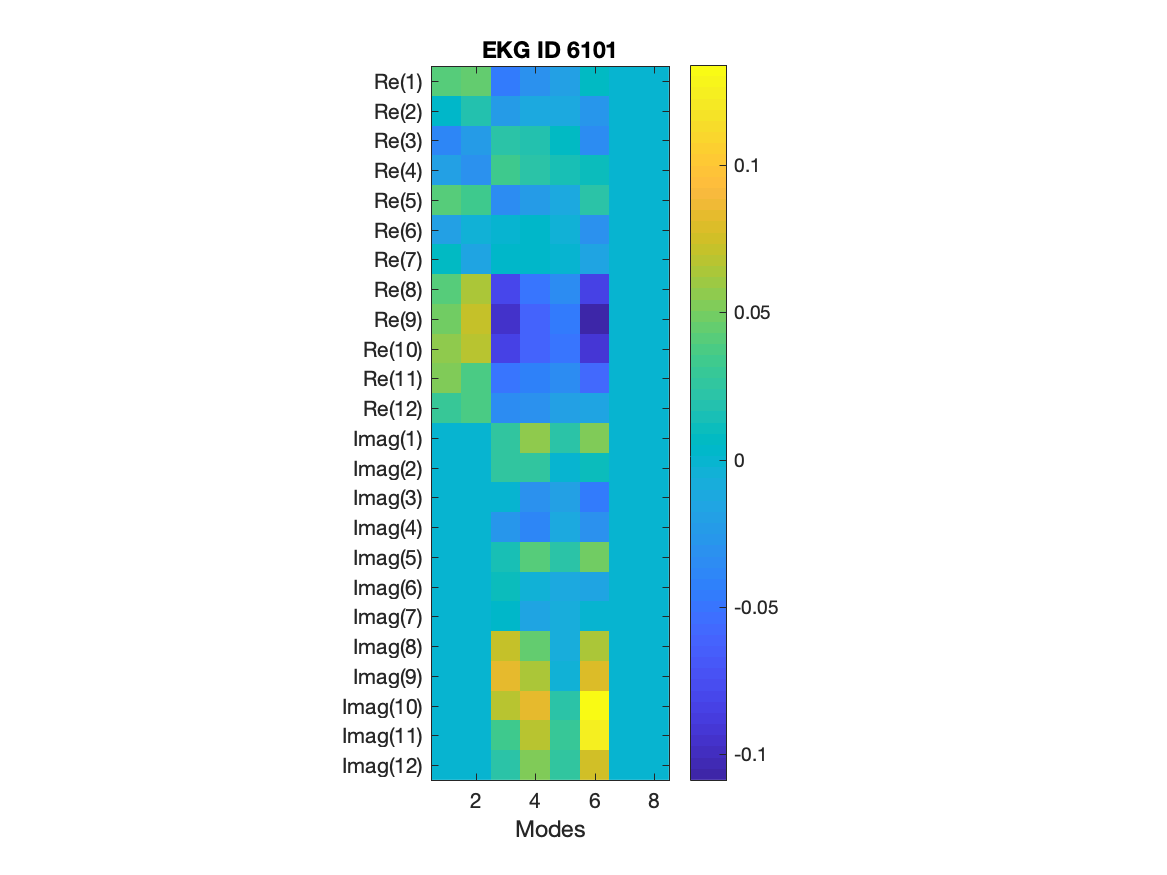 EKG ID 6101
Re(1)
Re(2)
Re(3)
Re(4)
Re(5)
Re(6)
Re(7)
Re(8)
Re(9)
Re(10)
Re(11)
Re(12)
Imag(1)
Imag(2)
Imag(3)
Imag(4)
Imag(5)
Imag(6)
Imag(7)
Imag(8)
Imag(9)
Imag(10)
Imag(11)
Imag(12)
2 4 6 8
Modes
0.1
0.05
0
-0.05
-0.1